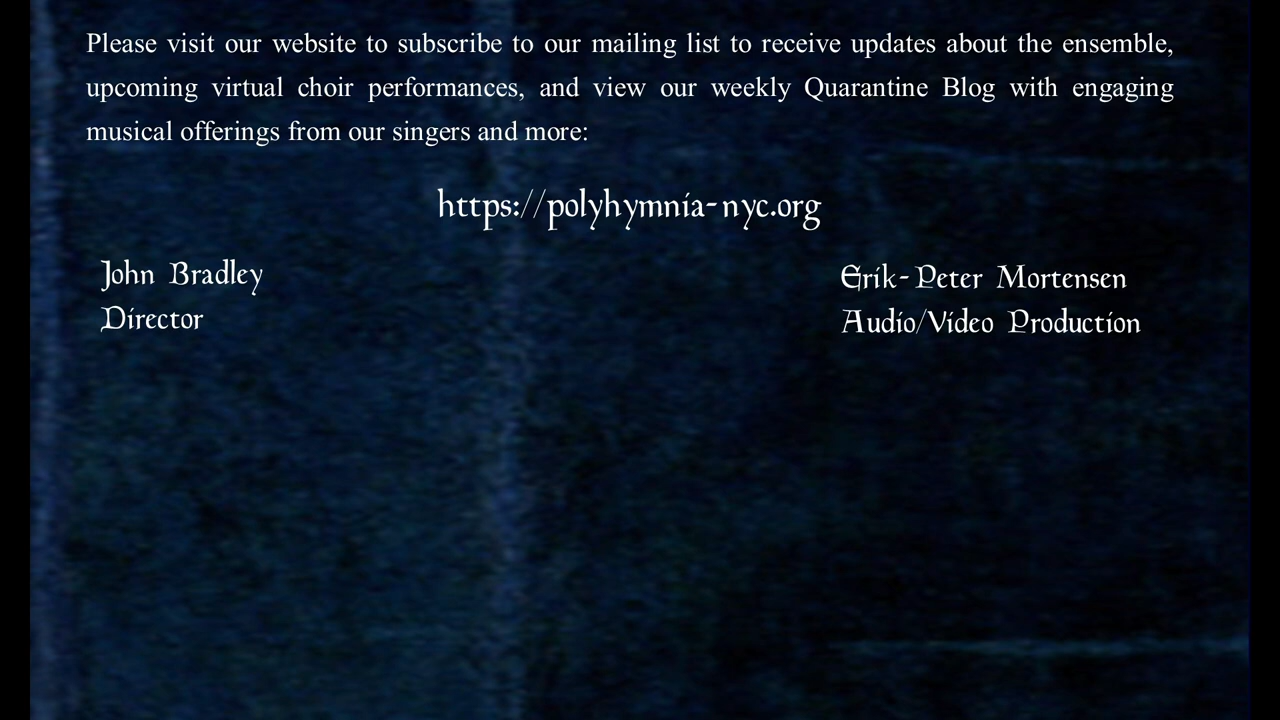 Please visit our website to subscribe to our mailing list to receive updates about the ensemble,
upcoming virtual choir performances, and view our weekly Quarantine Blog with engaging
musical offerings from our singers and more:
https://polyhymnia-nyc.org
John Bradley
Director
Erik-Peter Mortensen
Audio/Video Production